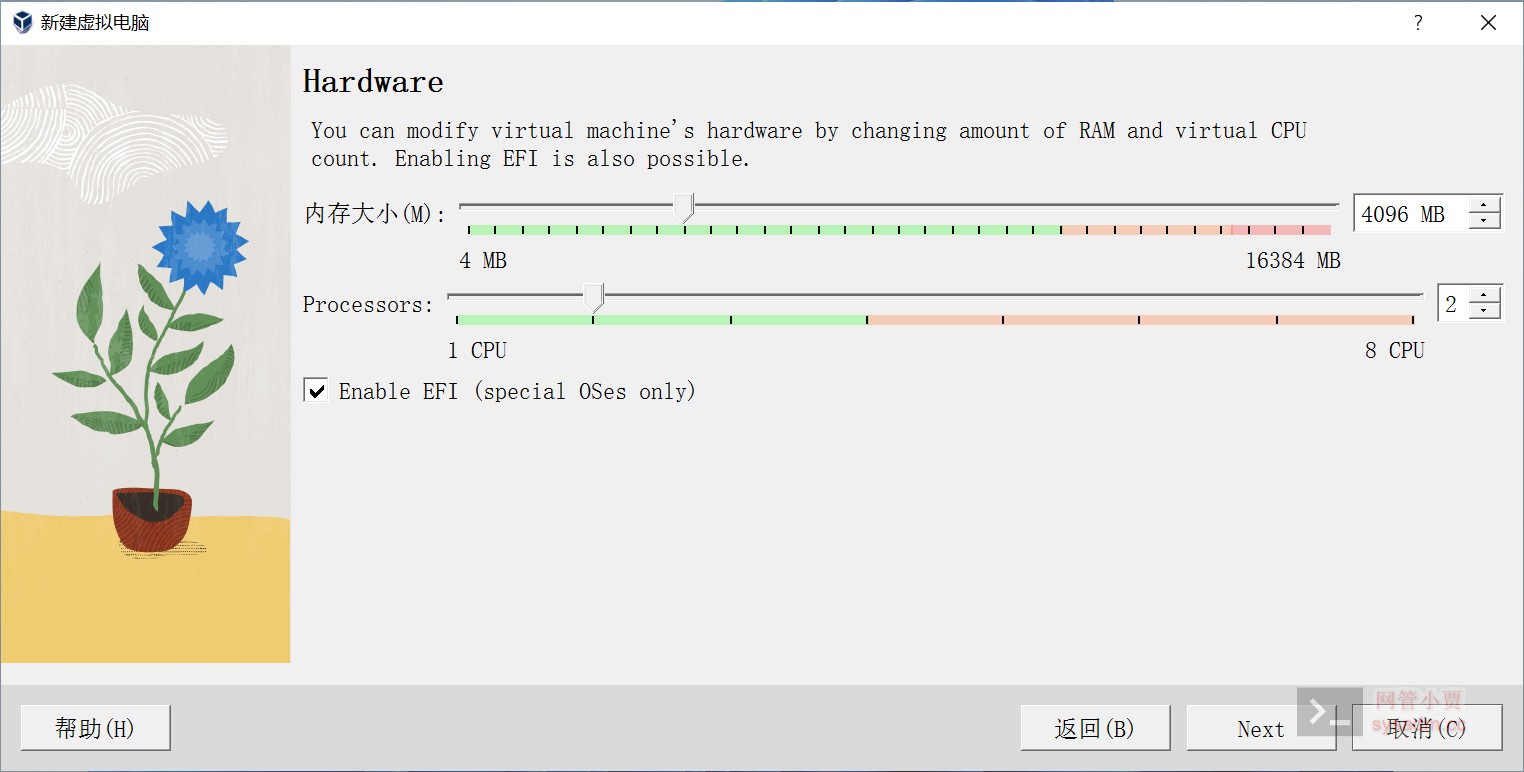 新建虚拟电脑
?
Hardware
You can modify virtual machine's hardware by changing amount of RAM and virtual CPU
count. Enabling EFI is also possible.
内存大小(M):
4096 MB
4 MB
16384 MB
Processors:
2
1 CPU
8 CPU
Enable EFI (special OSes only)
帮助(H)
返回(B)
Next
取消(C)
网管小贾